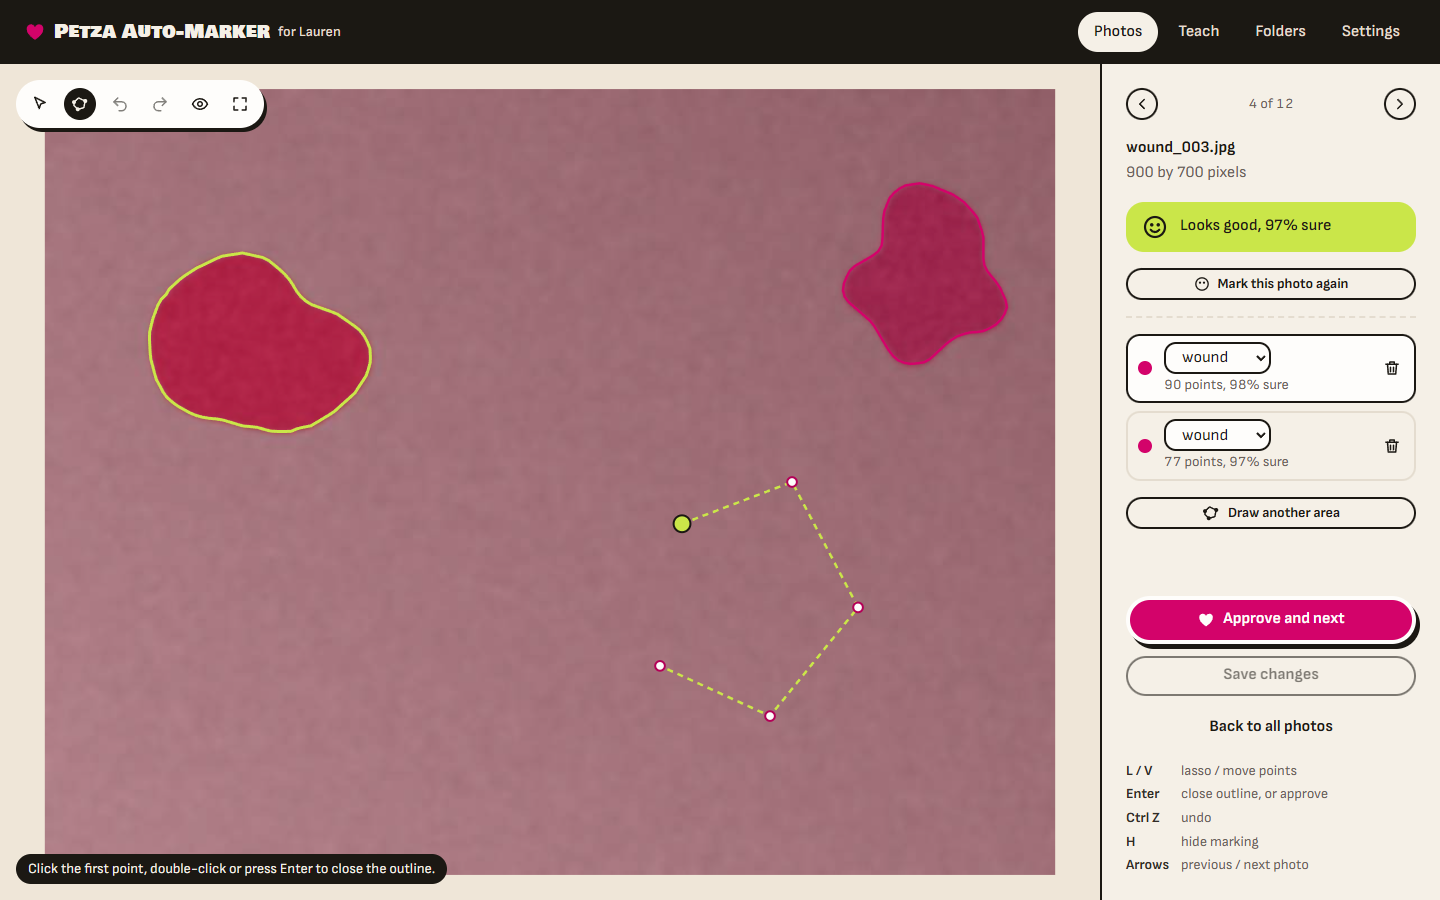 Petza Auto-Marker for Lauren
Photos
Teach
Folders
Settings
4 of 12
wound_003.jpg
900 by 700 pixels
Looks good, 97% sure
Mark this photo again
wound
90 points, 98% sure
wound
77 points, 97% sure
Draw another area
Approve and next
Save changes
Back to all photos
L / V lasso / move points
Enter close outline, or approve
Ctrl Z undo
H hide marking
Arrows previous / next photo
Click the first point, double-click or press Enter to close the outline.